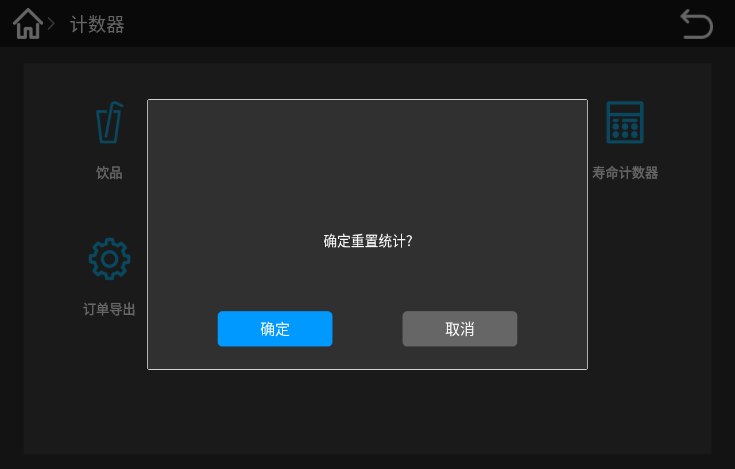 计数器
饮品
寿命计数器
确定重置统计?
订单导出
确定
取消